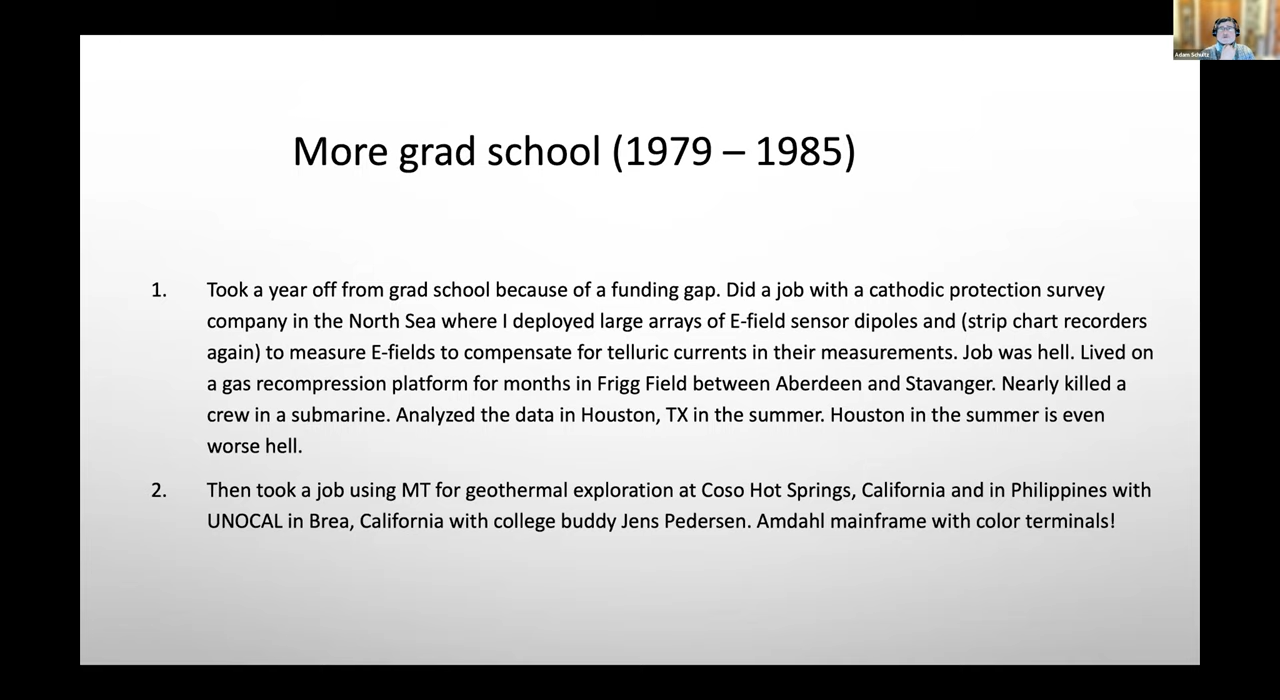 Adam Schultz
More grad school (1979 – 1985)
1. Took a year off from grad school because of a funding gap. Did a job with a cathodic protection survey
company in the North Sea where I deployed large arrays of E-field sensor dipoles and (strip chart recorders
again) to measure E-fields to compensate for telluric currents in their measurements. Job was hell. Lived on
a gas recompression platform for months in Frigg Field between Aberdeen and Stavanger. Nearly killed a
crew in a submarine. Analyzed the data in Houston, TX in the summer. Houston in the summer is even
worse hell.
2. Then took a job using MT for geothermal exploration at Coso Hot Springs, California and in Philippines with
UNOCAL in Brea, California with college buddy Jens Pedersen. Amdahl mainframe with color terminals!